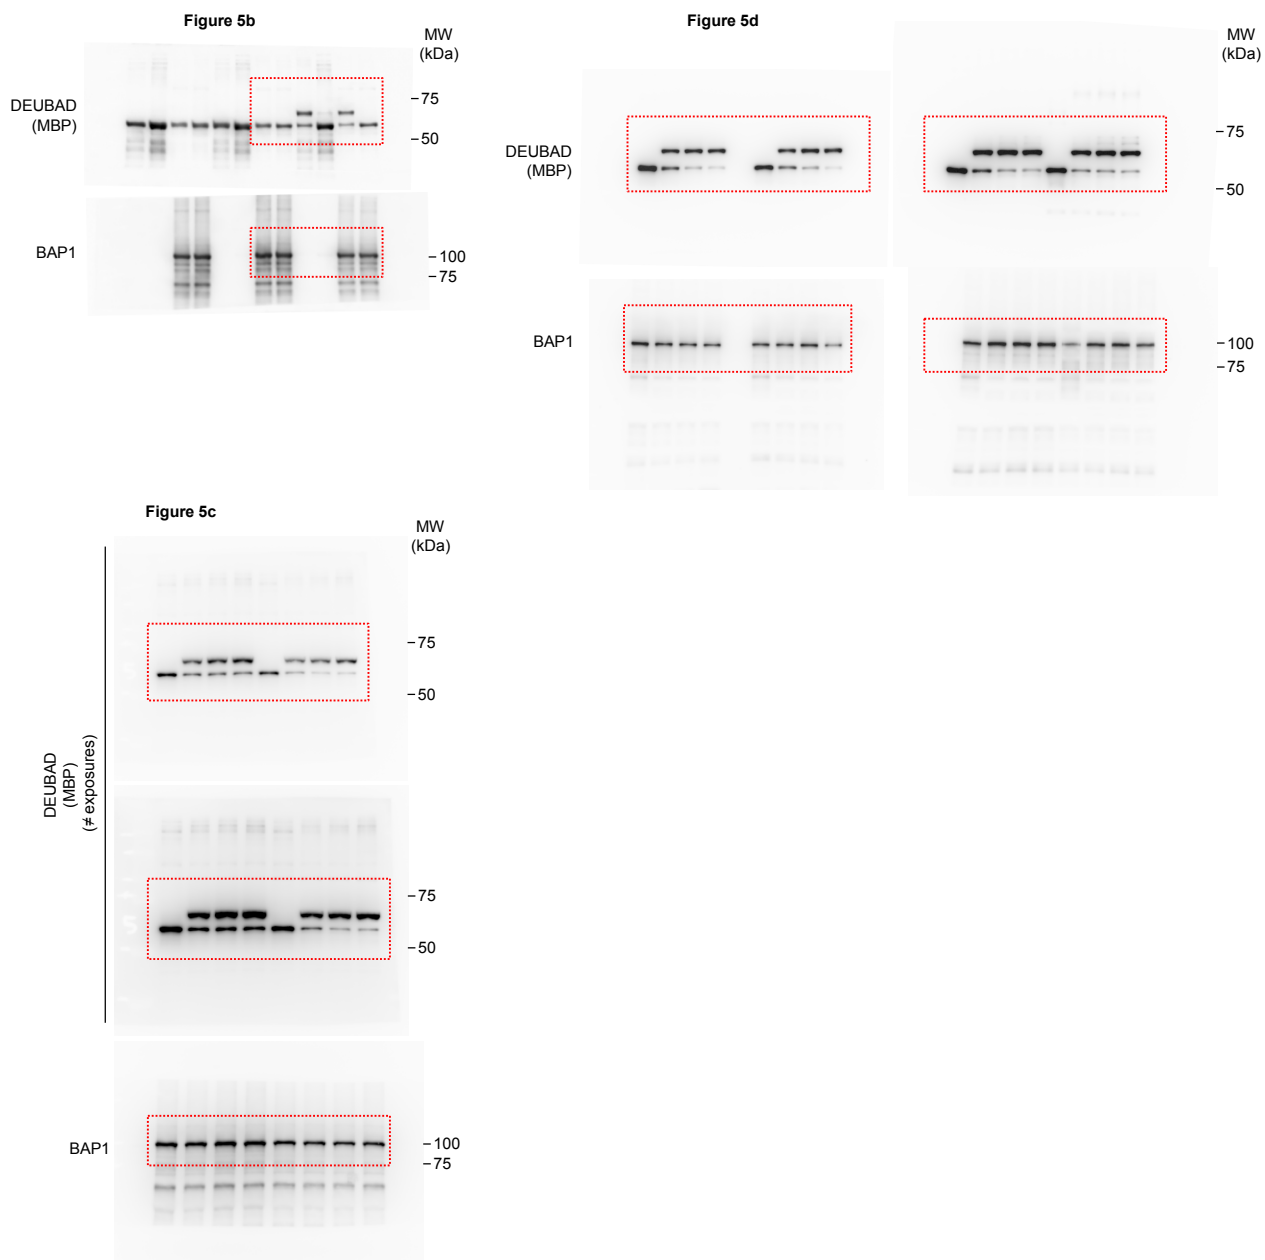 Figure 5b
MW
(kDa)
DEUBAD
(MBP)
-75
-50
BAP1
-100
-75
Figure 5d
MW
(kDa)
DEUBAD
(MBP)
-75
-50
BAP1
-100
-75
Figure 5c
MW
(kDa)
DEUBAD
(MBP)
(≠ exposures)
-75
-50
-75
-50
BAP1
-100
-75